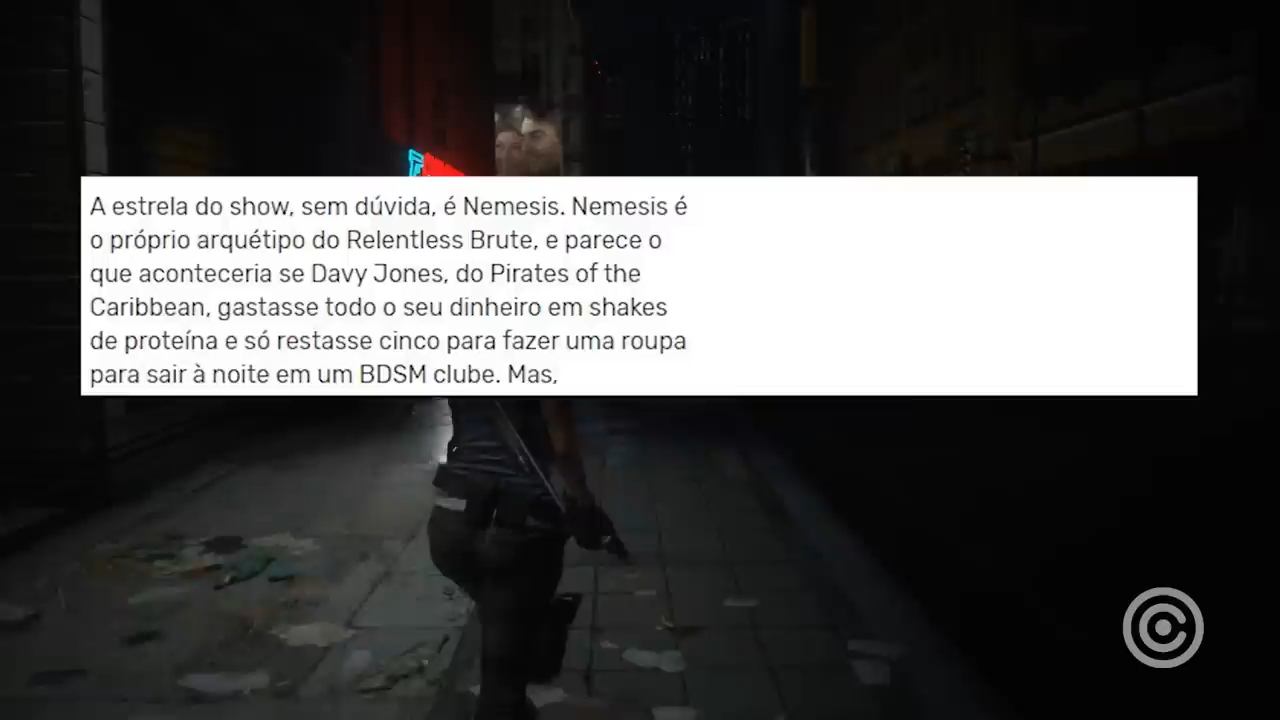 A estrela do show, sem dúvida, é Nemesis. Nemesis é
o próprio arquétipo do Relentless Brute, e parece o
que aconteceria se Davy Jones, do Pirates of the
Caribbean, gastasse todo o seu dinheiro em shakes
de proteína e só restasse cinco para fazer uma roupa
para sair à noite em um BDSM clube. Mas,